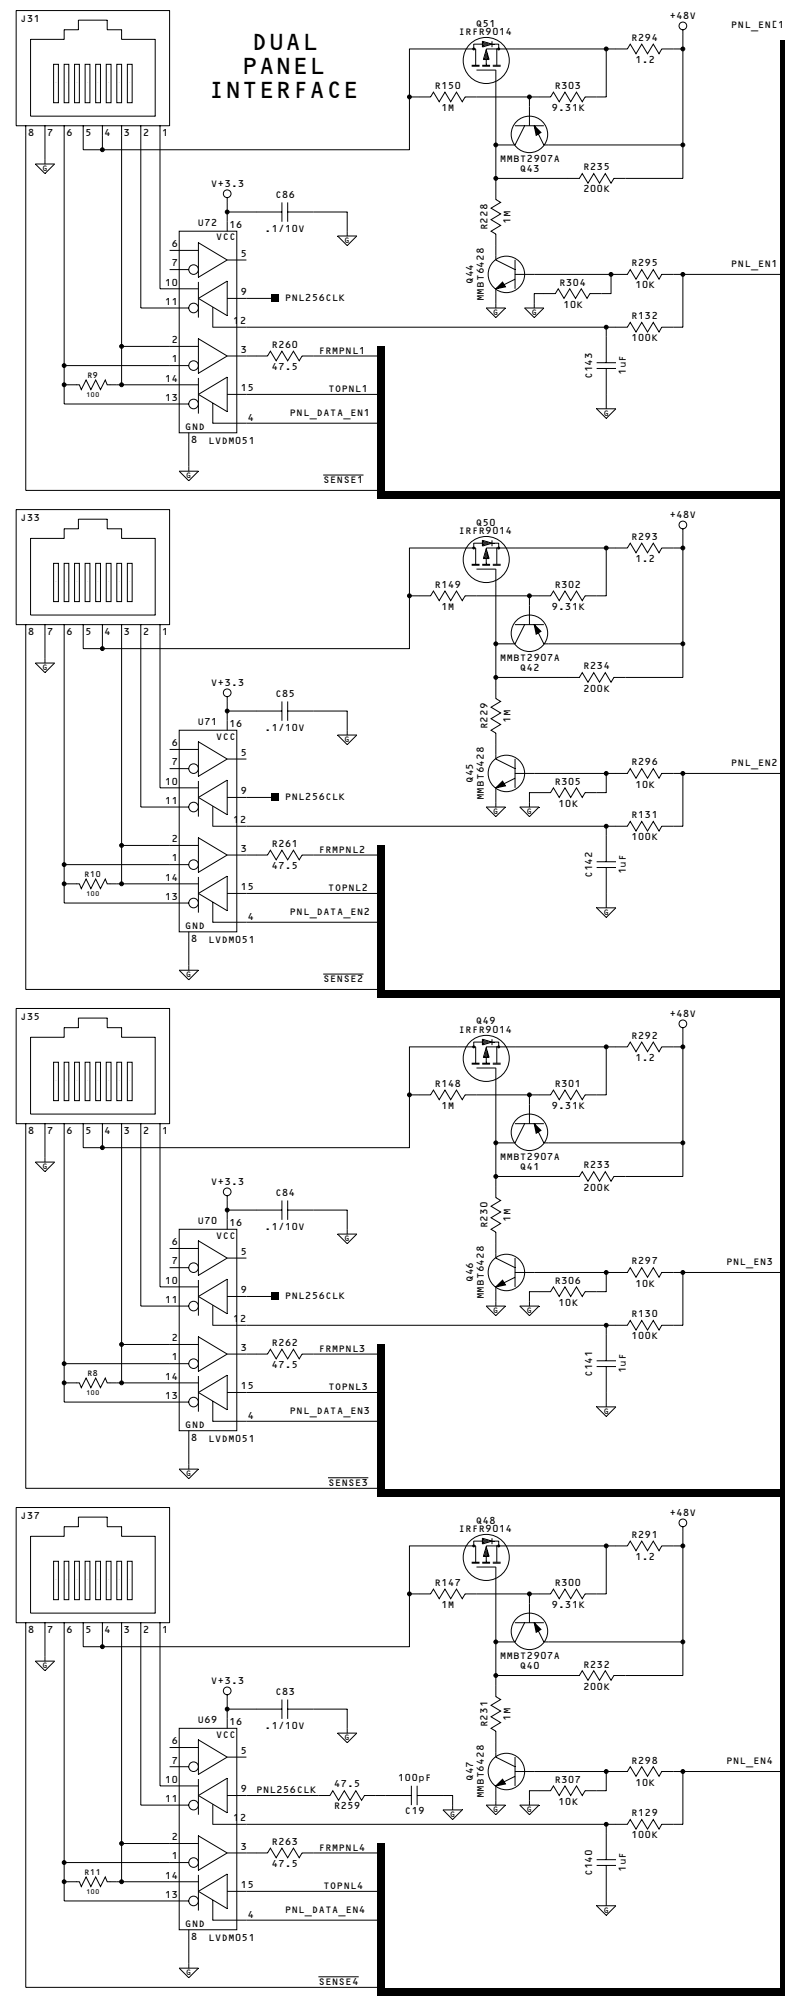 J31
DUAL
PANEL
INTERFACE
Q51
IRFR9014
+48V
PNL_EN[1
R294
1.2
R150
1M
R303
9.31K
8 7 6 5 4 3 2 1
G
MMBT2907A
Q43
R235
200K
V+3.3
C86
.1/10V
G
R228
1M
U72
16
VCC
6
7
5
Q44
MMBT6428
R295
10K
PNL_EN1
R304
10K
G
G
10
11
9
PNL256CLK
12
R132
100K
2
1
3
R260
47.5
FRMPNL1
C143
1uF
R9
100
14
13
15
TOPNL1
4
PNL_DATA_EN1
G
GND
8
LVDM051
G
SENSE1
J33
Q50
IRFR9014
+48V
R293
1.2
R149
1M
R302
9.31K
8 7 6 5 4 3 2 1
G
MMBT2907A
Q42
R234
200K
V+3.3
C85
.1/10V
G
R229
1M
U71
16
VCC
6
7
5
Q45
MMBT6428
R296
10K
PNL_EN2
R305
10K
G
G
10
11
9
PNL256CLK
12
R131
100K
2
1
3
R261
47.5
FRMPNL2
C142
1uF
R10
100
14
13
15
TOPNL2
4
PNL_DATA_EN2
G
GND
8
LVDM051
G
SENSE2
J35
Q49
IRFR9014
+48V
R292
1.2
R148
1M
R301
9.31K
8 7 6 5 4 3 2 1
G
MMBT2907A
Q41
R233
200K
V+3.3
C84
.1/10V
G
R230
1M
U70
16
VCC
6
7
5
Q46
MMBT6428
R297
10K
PNL_EN3
R306
10K
G
G
10
11
9
PNL256CLK
12
R130
100K
2
1
3
R262
47.5
FRMPNL3
C141
1uF
R8
100
14
13
15
TOPNL3
4
PNL_DATA_EN3
G
GND
8
LVDM051
G
SENSE3
J37
Q48
IRFR9014
+48V
R291
1.2
R147
1M
R300
9.31K
8 7 6 5 4 3 2 1
G
MMBT2907A
Q40
R232
200K
V+3.3
C83
.1/10V
G
R231
1M
U69
16
VCC
6
7
5
Q47
MMBT6428
R298
10K
PNL_EN4
R307
10K
G
G
10
11
9
PNL256CLK
47.5
R259
100pF
C19
G
12
R129
100K
2
1
3
R263
47.5
FRMPNL4
C140
1uF
R11
100
14
13
15
TOPNL4
4
PNL_DATA_EN4
G
GND
8
LVDM051
G
SENSE4